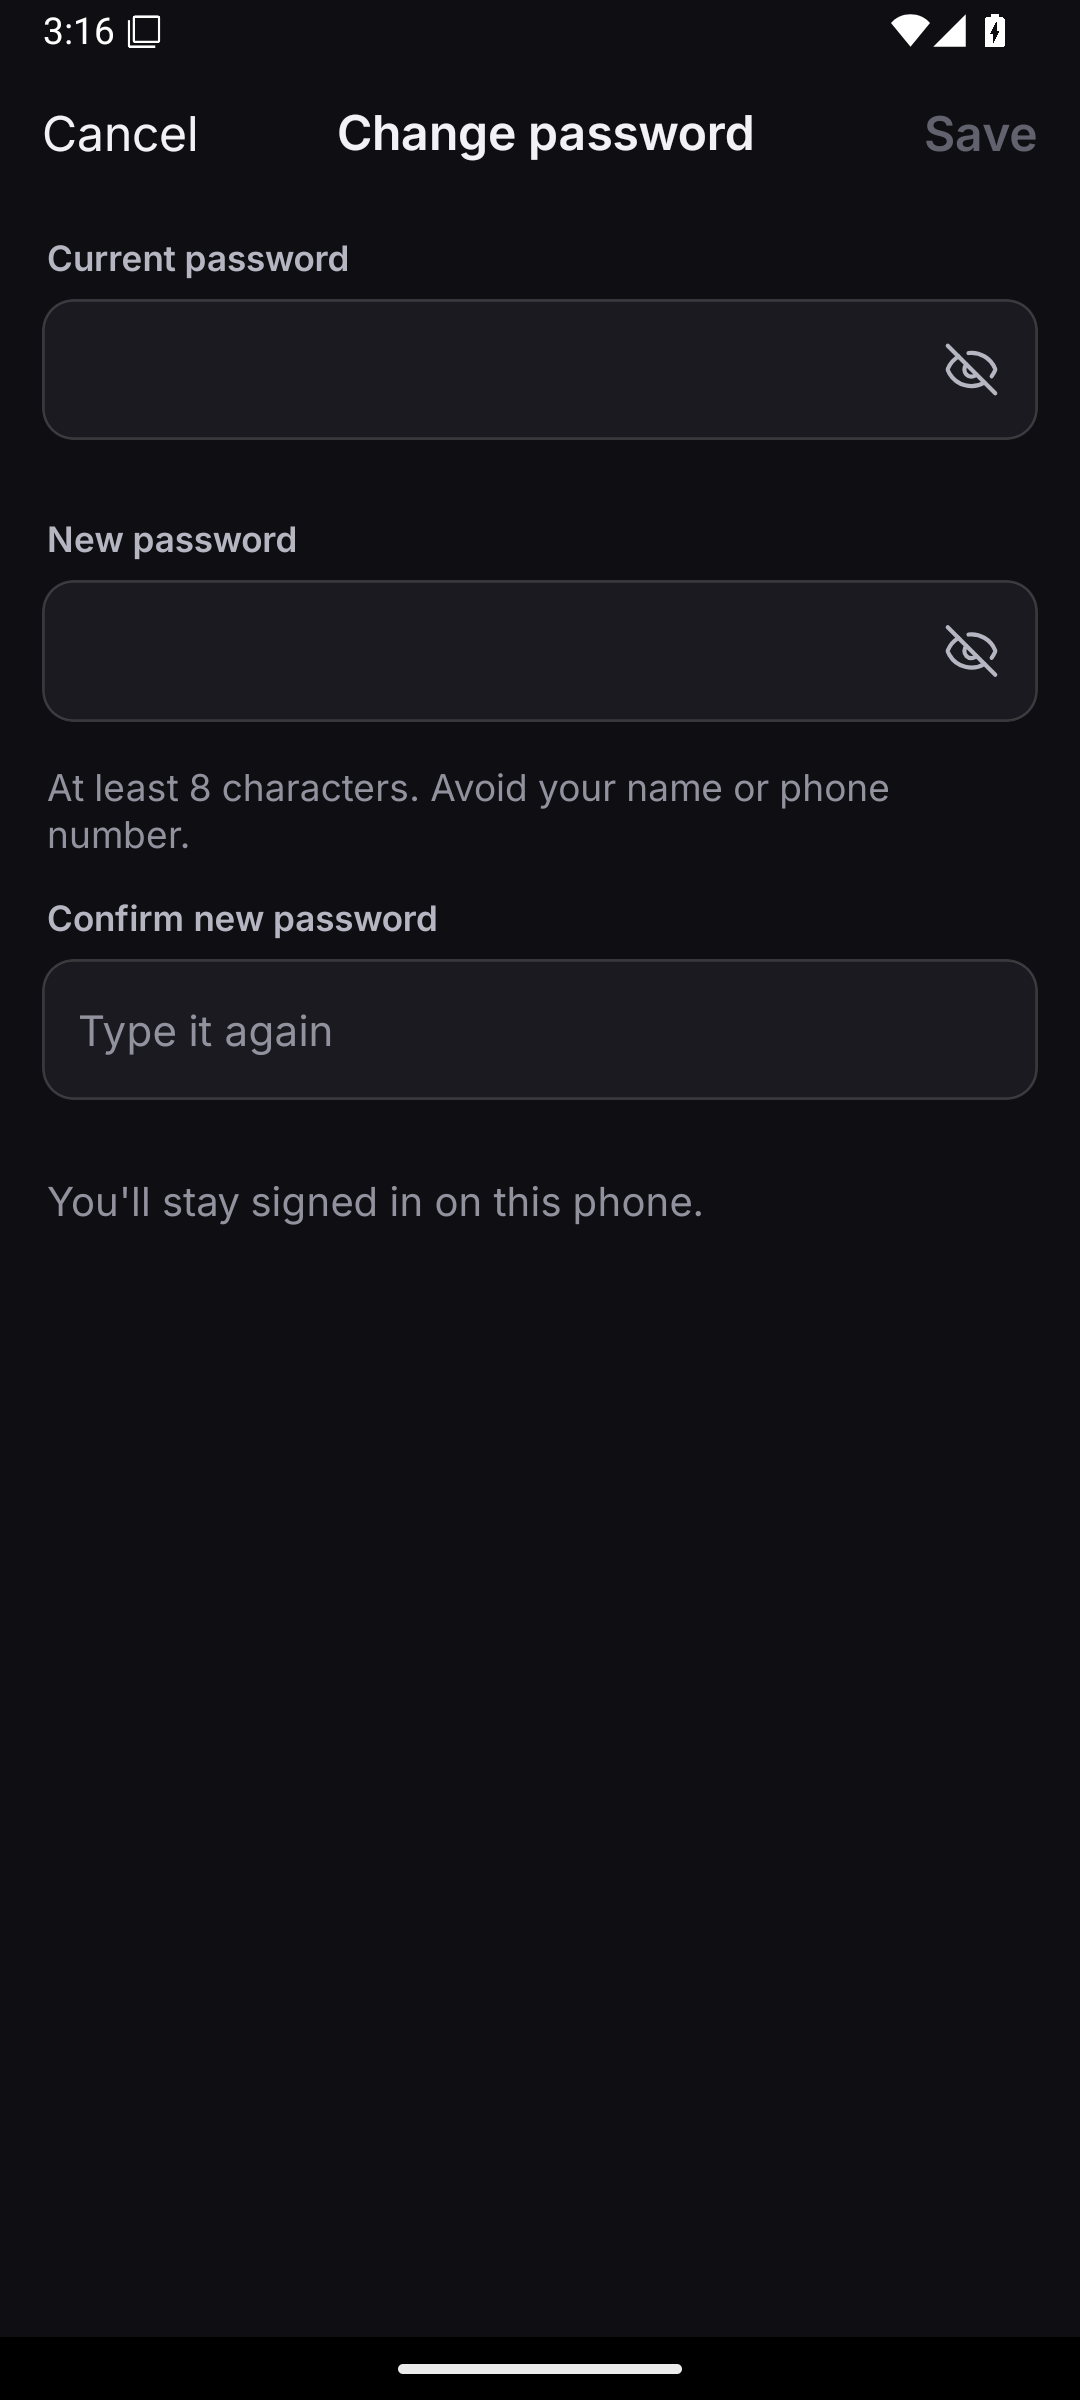 3:16
Cancel
Change password
Save
Current password
New password
At least 8 characters. Avoid your name or phone
number.
Confirm new password
Type it again
You'll stay signed in on this phone.